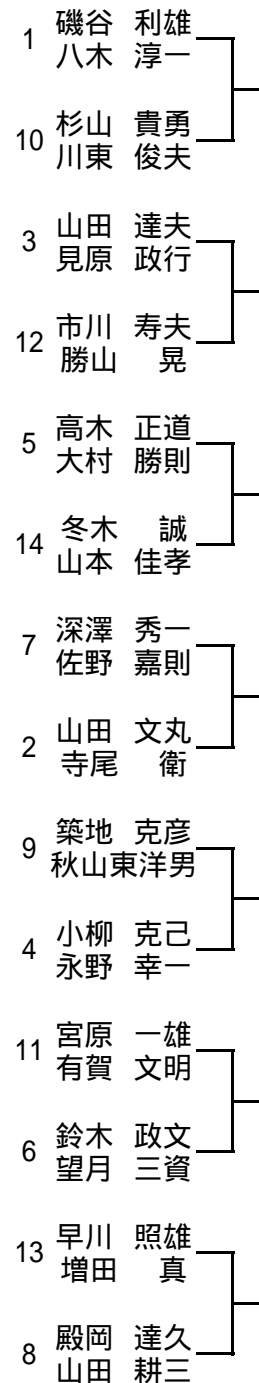 1 磯谷 利雄
八木 淳一
10 杉山 貴勇
川東 俊夫
3 山田 達夫
見原 政行
12 市川 寿夫
勝山 晃
5 高木 正道
大村 勝則
14 冬木 誠
山本 佳孝
7 深澤 秀一
佐野 嘉則
2 山田 文丸
寺尾 衛
9 築地 克彦
秋山東洋男
4 小柳 克己
永野 幸一
11 宮原 一雄
有賀 文明
6 鈴木 政文
望月 三資
13 早川 照雄
増田 真
8 殿岡 達久
山田 耕三